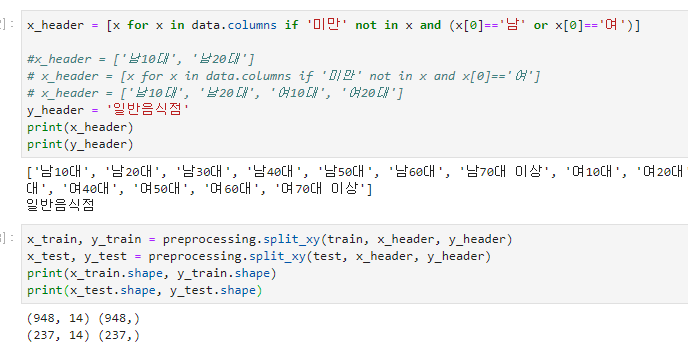 ]:
x_header = [x for x in data.columns if '미만' not in x and (x[0]=='남' or x[0]=='여')]
#x_header = ['남10대', '남20대']
# x_header = [x for x in data.columns if '미만' not in x and x[0]=='여']
# x_header = ['남10대', '남20대', '여10대', '여20대']
y_header = '일반음식점'
print(x_header)
print(y_header)
['남10대', '남20대', '남30대', '남40대', '남50대', '남60대', '남70대 이상', '여10대', '여20대
대', '여40대', '여50대', '여60대', '여70대 이상']
일반음식점
]:
x_train, y_train = preprocessing.split_xy(train, x_header, y_header)
x_test, y_test = preprocessing.split_xy(test, x_header, y_header)
print(x_train.shape, y_train.shape)
print(x_test.shape, y_test.shape)
(948, 14) (948,)
(237, 14) (237,)